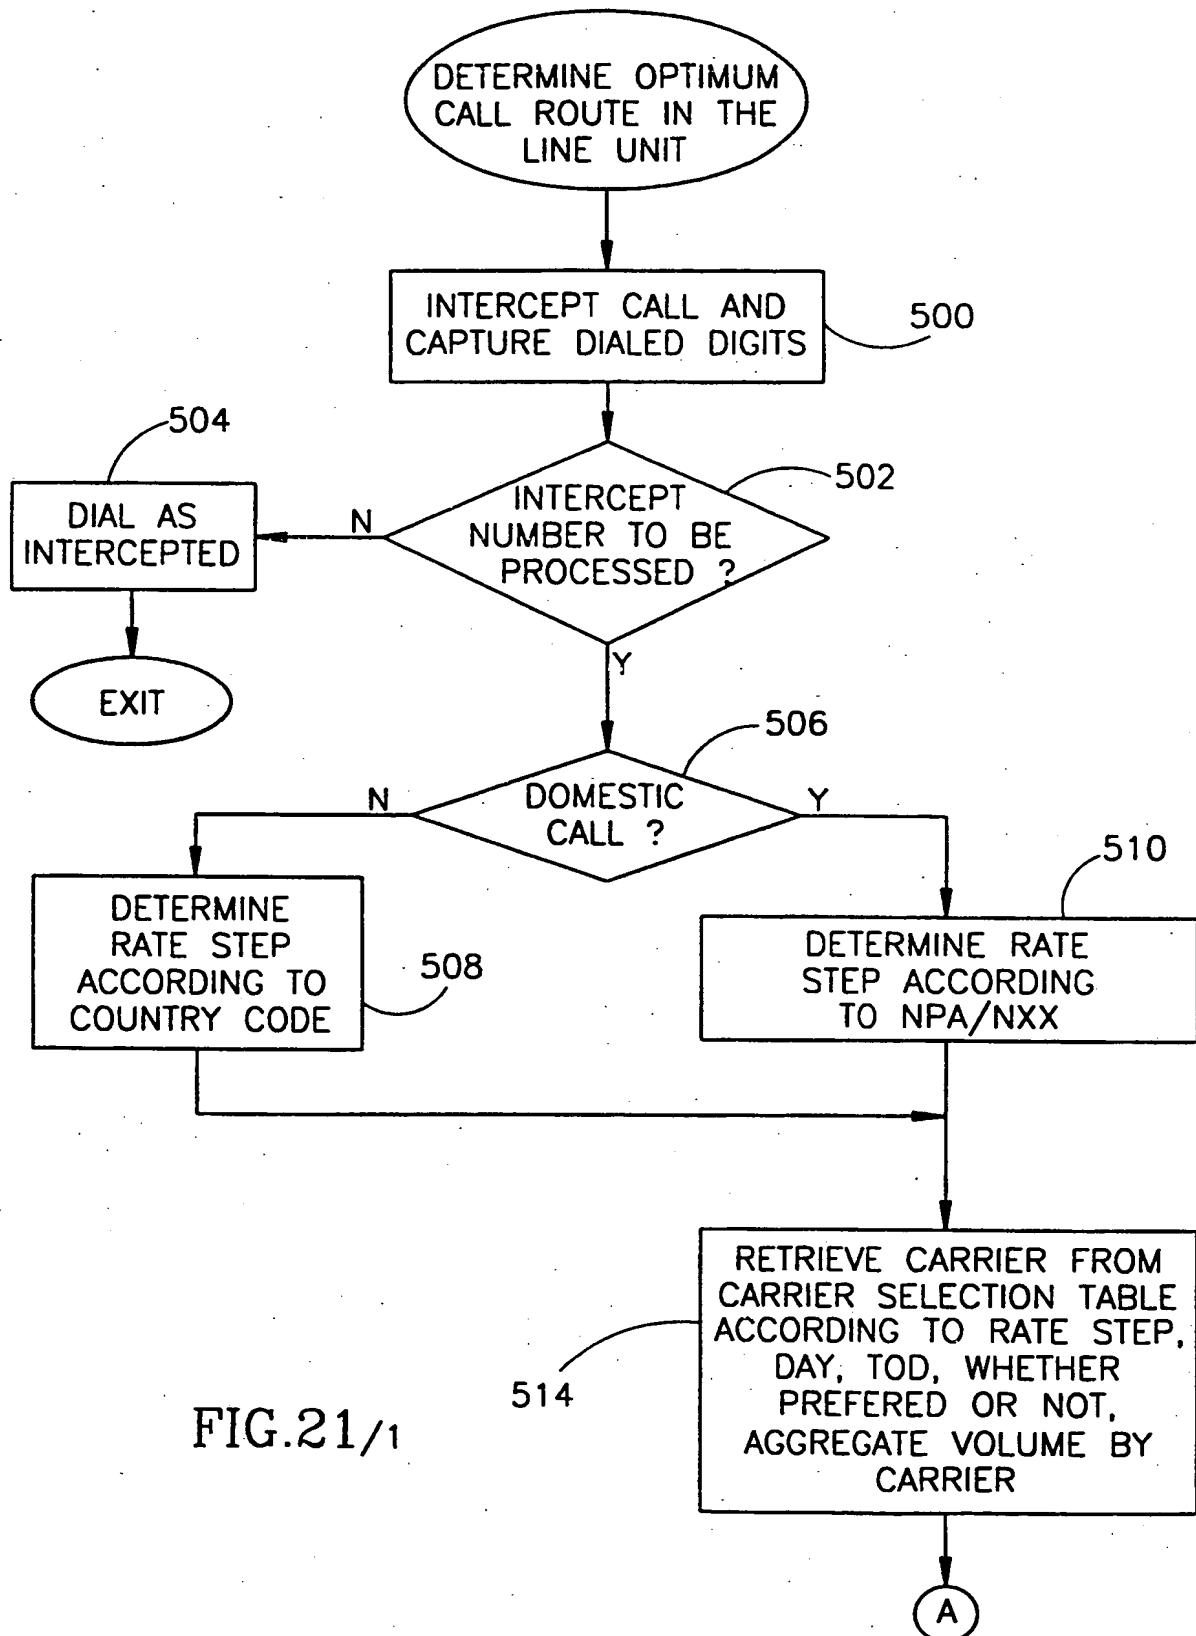 DETERMINE OPTIMUM
CALL ROUTE IN THE
LINE UNIT
INTERCEPT CALL AND
CAPTURE DIALED DIGITS
500
504
DIAL AS
INTERCEPTED
N
INTERCEPT
NUMBER TO BE
PROCESSED ?
502
Y
EXIT
506
N
DOMESTIC
CALL ?
Y
510
DETERMINE
RATE STEP
ACCORDING TO
COUNTRY CODE
508
DETERMINE RATE
STEP ACCORDING
TO NPA/NXX
RETRIEVE CARRIER FROM
CARRIER SELECTION TABLE
ACCORDING TO RATE STEP,
DAY, TOD, WHETHER
PREFERED OR NOT,
AGGREGATE VOLUME BY
CARRIER
514
FIG.21/1
A